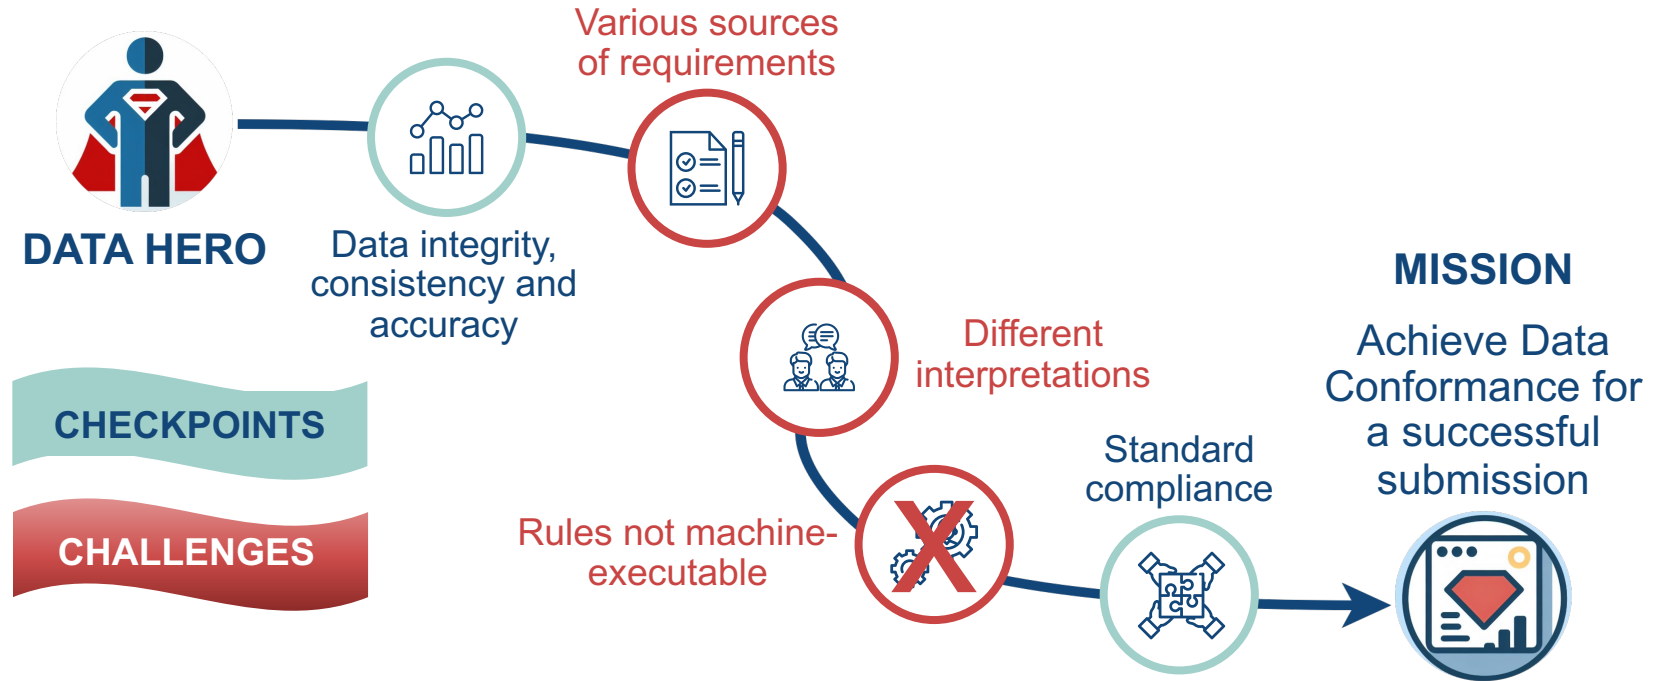 Various sources
of requirements
DATA HERO
Data integrity,
consistency and
accuracy
MISSION
Achieve Data
Conformance for
a successful
submission
Different
interpretations
CHECKPOINTS
Standard
compliance
Rules not machine-
executable
CHALLENGES
X